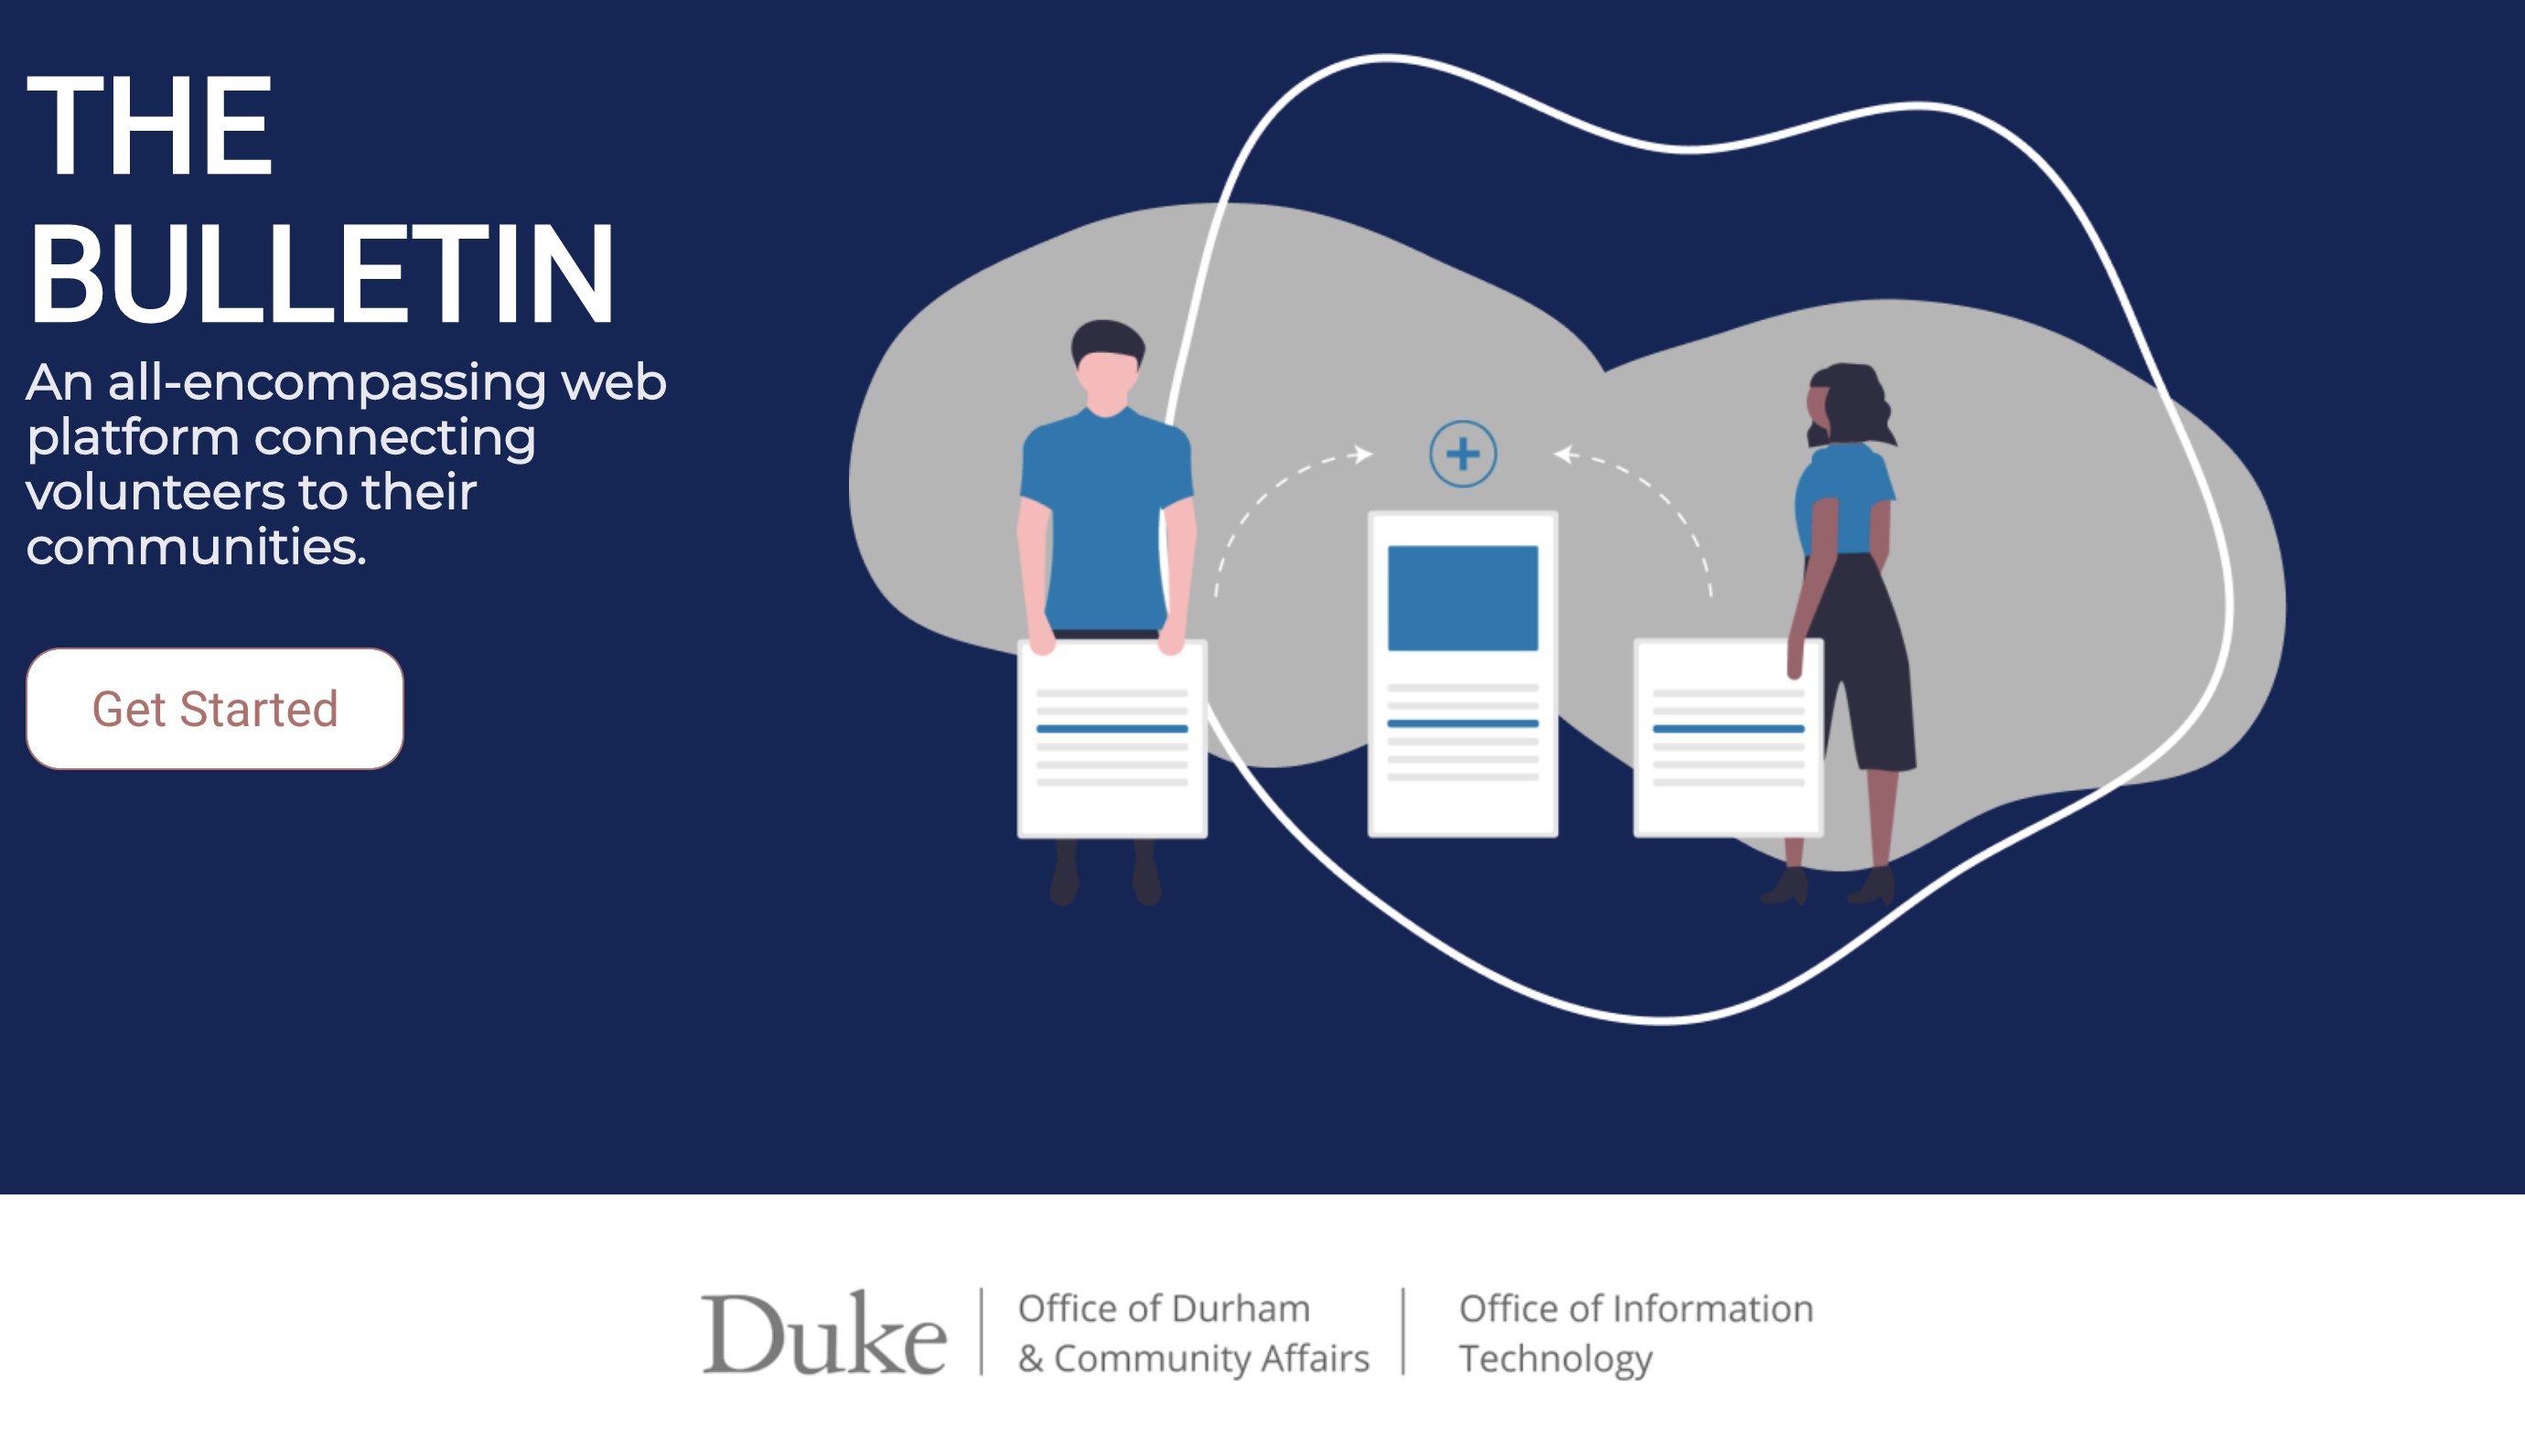 THE
BULLETIN
An all-encompassing web
platform connecting
volunteers to their
communities.
Get Started
Duke
Office of Durham
& Community Affairs
Office of Information
Technology